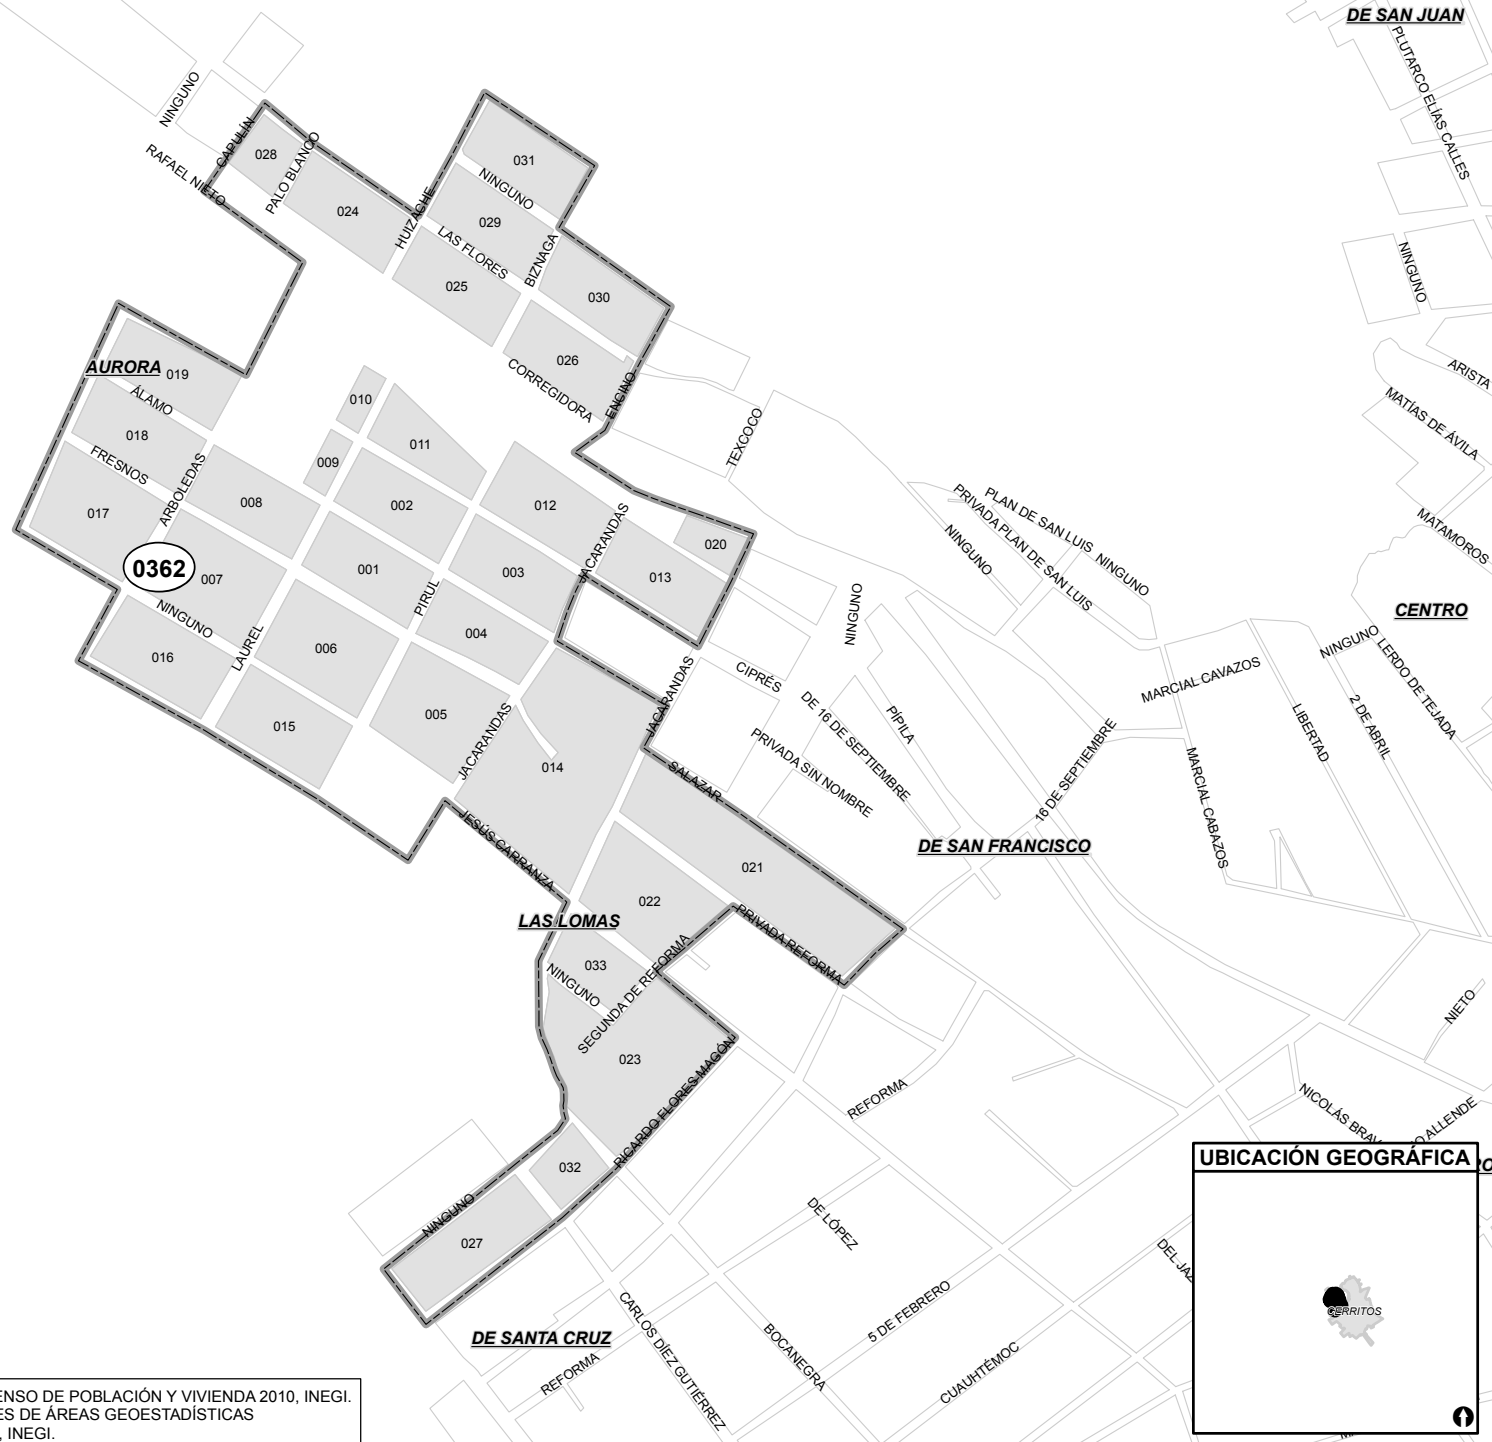 DE SAN JUAN
PLUTARCO ELÍAS CALLES
NINGUNO
CAPULÍN
PALO BLANCO
RAFAEL NIETO
028
024
HUIZACHE
031
NINGUNO
029
LAS FLORES
BIZNAGA
025
030
026
CORREGIDORA
ENCINO
NINGUNO
ARISTA
MATÍAS DE ÁVILA
MATAMOROS
AURORA
019
ÁLAMO
018
FRESNOS
ARBOLEDAS
017
010
011
009
008
002
012
TEXCOCO
JACARANDAS
020
013
0362
007
001
003
PIRUL
004
NINGUNO
016
LAUREL
006
005
015
JACARANDAS
014
JACARANDAS
SALAZAR
PLAN DE SAN LUIS
PRIVADA PLAN DE SAN LUIS
NINGUNO
NINGUNO
NINGUNO
CIPRÉS
DE 16 DE SEPTIEMBRE
PÍPILA
PRIVADA SIN NOMBRE
16 DE SEPTIEMBRE
MARCIAL CAVAZOS
MARCIAL CABAZOS
LIBERTAD
2 DE ABRIL
NINGUNO
LERDO DE TEJADA
CENTRO
DE SAN FRANCISCO
JESÚS CARRANZA
021
022
PRIVADA REFORMA
LAS LOMAS
033
NINGUNO
SEGUNDA DE REFORMA
023
RICARDO FLORES MAGÓN
032
NINGUNO
027
REFORMA
NIETO
NICOLÁS BRAV
O ALLENDE
DE LÓPEZ
DEL JAZ
5 DE FEBRERO
CUAUHTÉMOC
BOCANEGRA
CARLOS DÍEZ GUTIÉRREZ
REFORMA
DE SANTA CRUZ
UBICACIÓN GEOGRÁFICA
CERRITOS
ENSO DE POBLACIÓN Y VIVIENDA 2010, INEGI.
ES DE ÁREAS GEOESTADÍSTICAS
, INEGI.